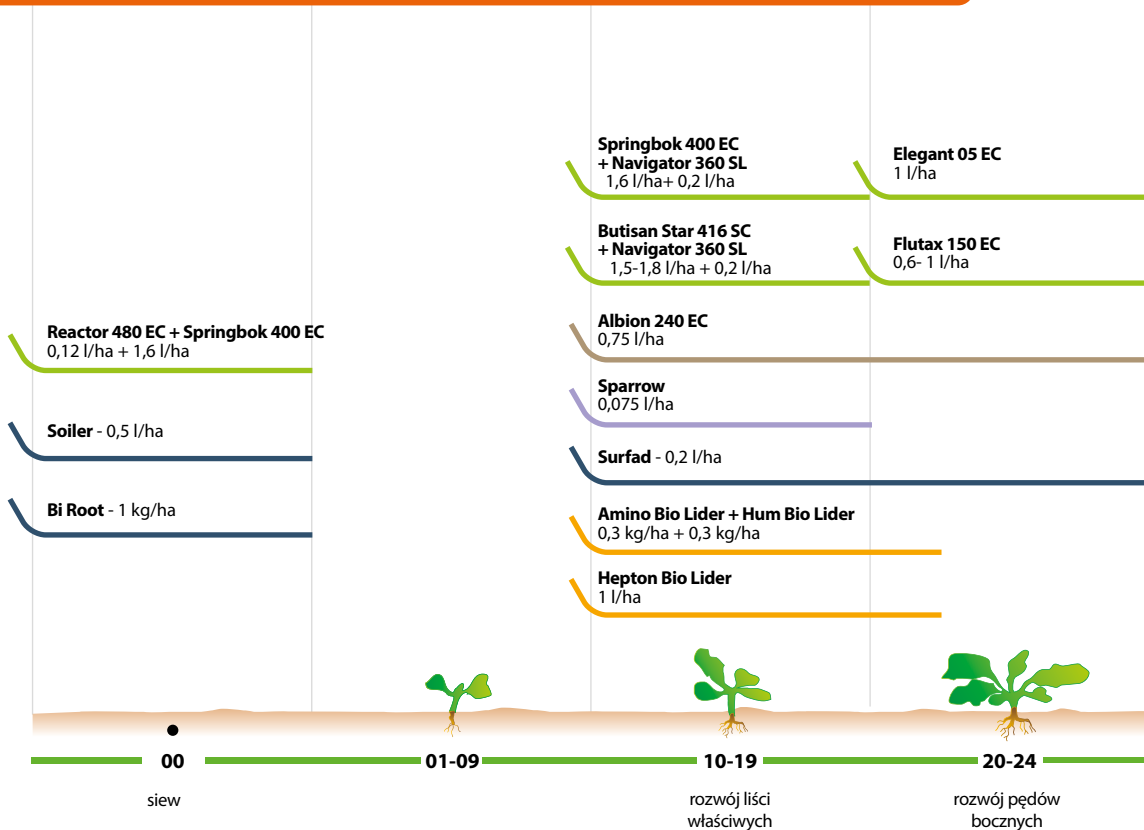 Springbok 400 EC
+ Navigator 360 SL
1,6 l/ha+ 0,2 l/ha
Elegant 05 EC
1 l/ha
Butisan Star 416 SC
+ Navigator 360 SL
1,5-1,8 l/ha + 0,2 l/ha
Flutax 150 EC
0,6- 1 l/ha
Reactor 480 EC + Springbok 400 EC
0,12 l/ha + 1,6 l/ha
Albion 240 EC
0,75 l/ha
Sparrow
0,075 l/ha
Soiler - 0,5 l/ha
Surfad - 0,2 l/ha
Bi Root - 1 kg/ha
Amino Bio Lider + Hum Bio Lider
0,3 kg/ha + 0,3 kg/ha
Hepton Bio Lider
1 l/ha
00
01-09
10-19
20-24
siew
rozwój liści
właściwych
rozwój pędów
bocznych